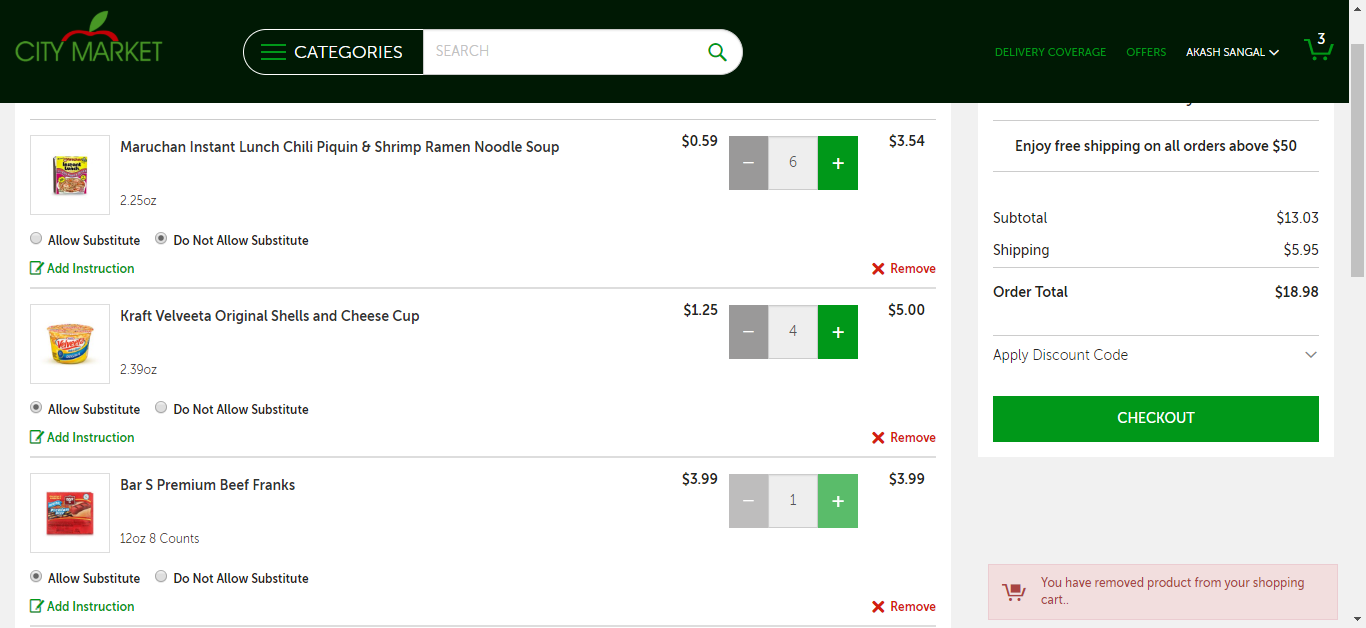 CITY MARKET
CATEGORIES
SEARCH
DELIVERY COVERAGE
OFFERS
AKASH SANGAL
3
Maruchan Instant Lunch Chili Piquin & Shrimp Ramen Noodle Soup
$0.59
− 6 +
$3.54
2.25oz
Allow Substitute
Do Not Allow Substitute
Add Instruction
Remove
Kraft Velveeta Original Shells and Cheese Cup
$1.25
− 4 +
$5.00
Velveeta
2.39oz
Allow Substitute
Do Not Allow Substitute
Add Instruction
Remove
Bar S Premium Beef Franks
$3.99
− 1 +
$3.99
12oz 8 Counts
Allow Substitute
Do Not Allow Substitute
Add Instruction
Remove
Enjoy free shipping on all orders above $50
Subtotal $13.03
Shipping $5.95
Order Total $18.98
Apply Discount Code
CHECKOUT
You have removed product from your shopping
cart..